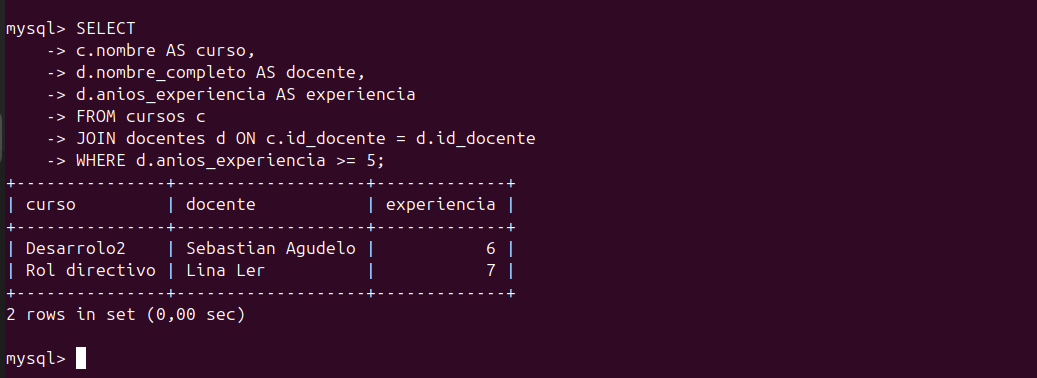 mysql> SELECT
    -> c.nombre AS curso,
    -> d.nombre_completo AS docente,
    -> d.anios_experiencia AS experiencia
    -> FROM cursos c
    -> JOIN docentes d ON c.id_docente = d.id_docente
    -> WHERE d.anios_experiencia >= 5;
+---------------+-------------------+-------------+
| curso         | docente           | experiencia |
+---------------+-------------------+-------------+
| Desarrolo2    | Sebastian Agudelo |           6 |
| Rol directivo | Lina Ler          |           7 |
+---------------+-------------------+-------------+
2 rows in set (0,00 sec)
mysql>